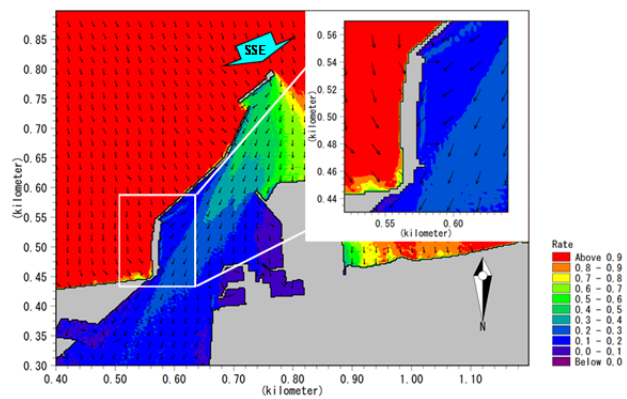 0.80
0.75
0.70
0.65
0.60
0.55
0.50
0.45
0.40
0.35
0.30
(kilometer)
0.40
0.50
0.60
0.70
0.80
0.90
1.00
1.10
(kilometer)
SSE
0.56
0.54
0.52
0.50
0.48
0.46
0.44
(kilometer)
0.55
0.60
(kilometer)
Rate
Above 0.9
0.8 - 0.9
0.7 - 0.8
0.6 - 0.7
0.5 - 0.6
0.4 - 0.5
0.3 - 0.4
0.2 - 0.3
0.1 - 0.2
0.0 - 0.1
Below 0.0
N